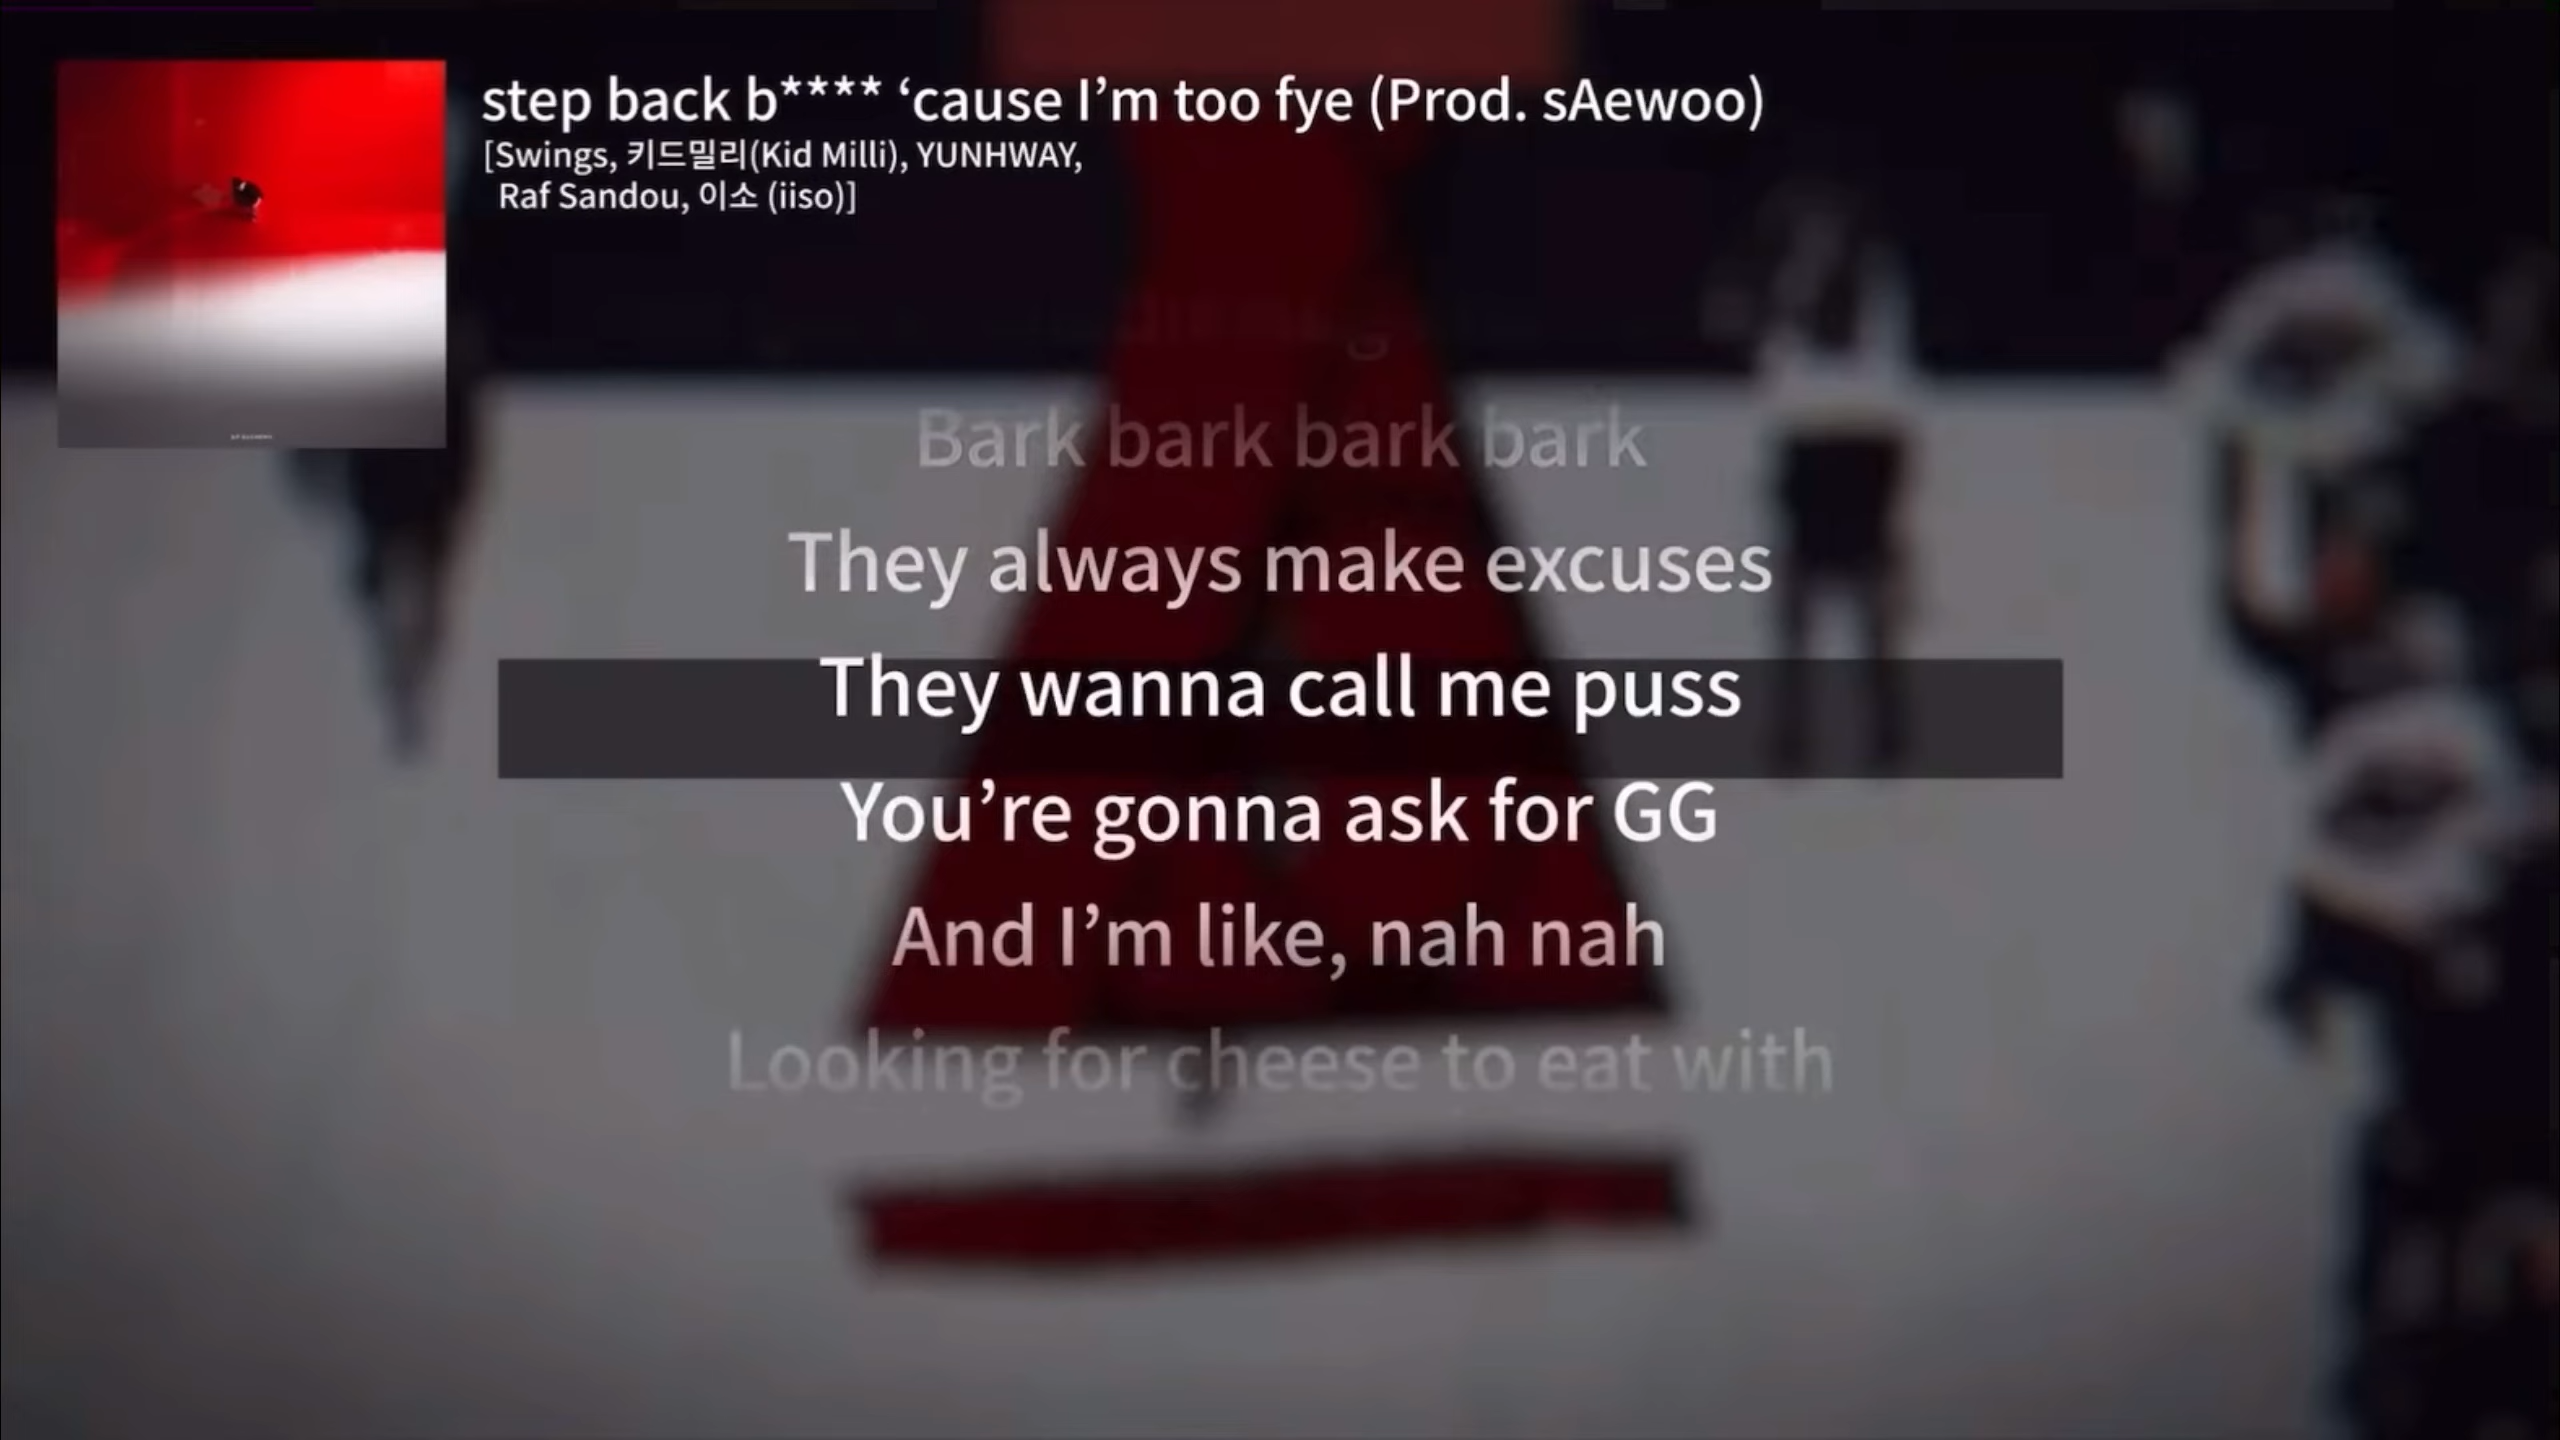 step back b**** ‘cause I’m too fye (Prod. sAewoo)
[Swings, 키드밀리(Kid Milli), YUNHWAY,
Raf Sandou, 이소 (iiso)]
Bark bark bark bark
They always make excuses
They wanna call me puss
You’re gonna ask for GG
And I’m like, nah nah
Looking for cheese to eat with